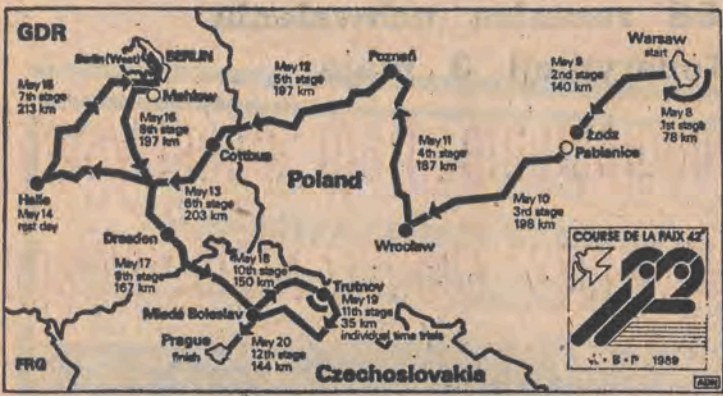 GDR
Berlin (West)
BERLIN
Mahlow
May 15
7th stage
213 km
May 16
8th stage
197 km
May 12
5th stage
197 km
Poznań
Warsaw
start
May 9
2nd stage
140 km
May 8
1st stage
78 km
Łodz
Pabianice
May 11
4th stage
187 km
Cottbus
Poland
May 10
3rd stage
198 km
Halle
May 14
rest day
May 13
6th stage
203 km
Wrocław
Dresden
May 17
9th stage
167 km
May 18
10th stage
150 km
Trutnov
May 19
11th stage
35 km
individual time trials
Mladá Boleslav
Prague
finish
May 20
12th stage
144 km
FRG
Czechoslovakia
COURSE DE LA PAIX 42e
W · B · P 1989
ADN